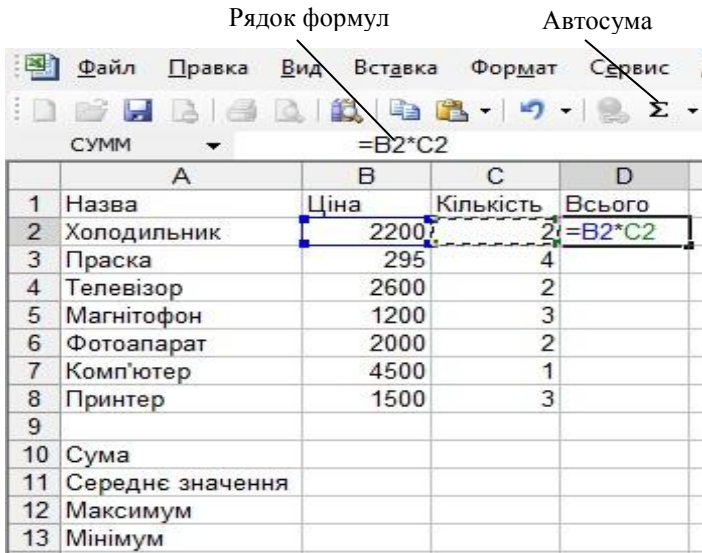 Рядок формул Автосума
Файл Правка Вид Вставка Формат Сервис
Σ
СУММ =B2*C2
A B C D
1 Назва Ціна Кількість Всього
2 Холодильник 2200 2 =B2*C2
3 Праска 295 4
4 Телевізор 2600 2
5 Магнітофон 1200 3
6 Фотоапарат 2000 2
7 Комп'ютер 4500 1
8 Принтер 1500 3
9
10 Сума
11 Середнє значення
12 Максимум
13 Мінімум